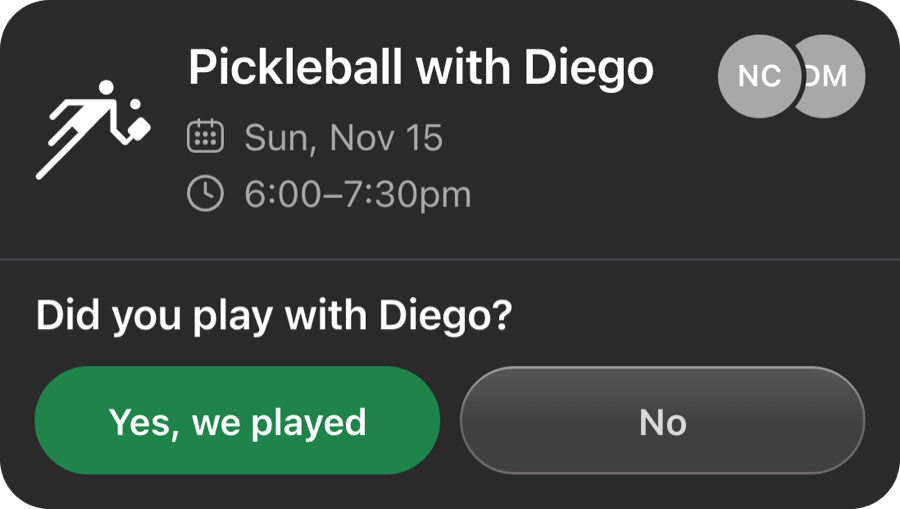 Pickleball with Diego
NC
DM
Sun, Nov 15
6:00–7:30pm
Did you play with Diego?
Yes, we played
No